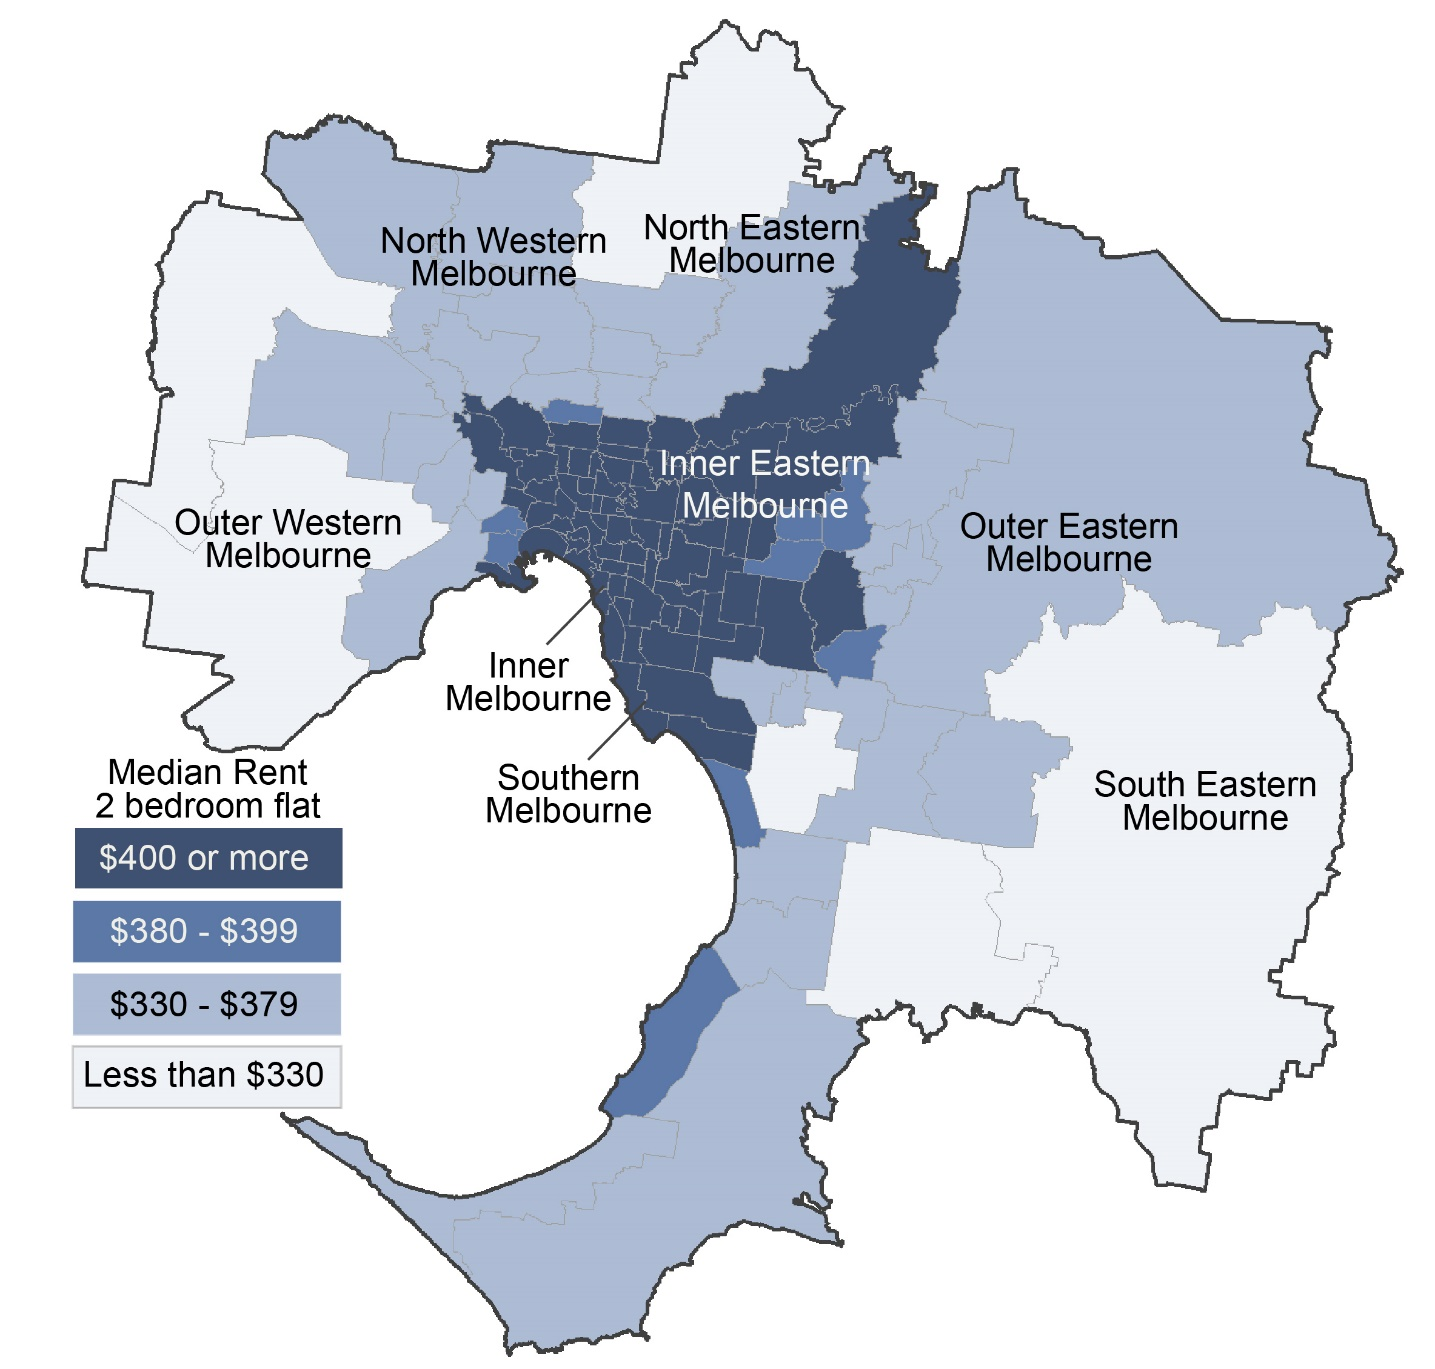 North Western
Melbourne
North Eastern
Melbourne
Inner Eastern
Melbourne
Outer Western
Melbourne
Outer Eastern
Melbourne
Inner
Melbourne
Southern
Melbourne
South Eastern
Melbourne
Median Rent
2 bedroom flat
$400 or more
$380 - $399
$330 - $379
Less than $330